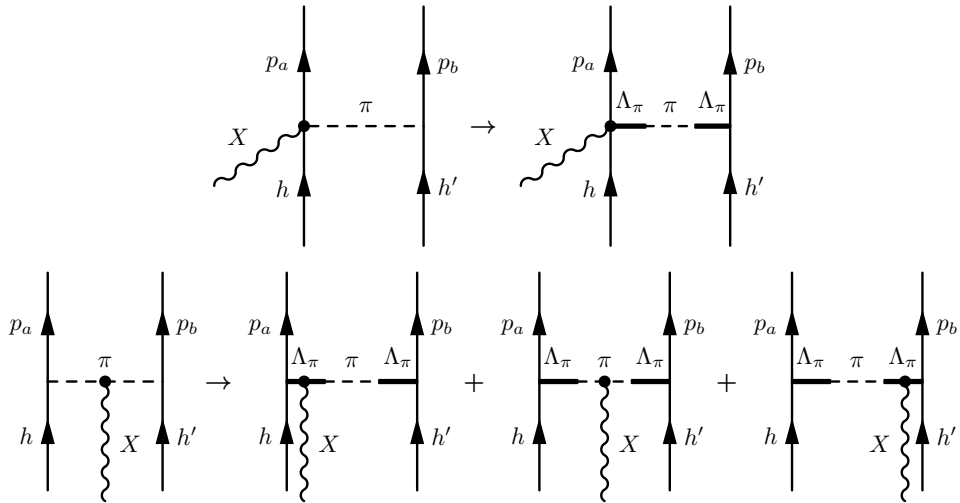 p_a p_b p_a p_b
π Λ_π π Λ_π
X → X
h h' h h'
p_a p_b p_a p_b p_a p_b p_a p_b
π Λ_π π Λ_π Λ_π π Λ_π Λ_π π Λ_π
→ + +
h X h' h X h' h X h' h X h'